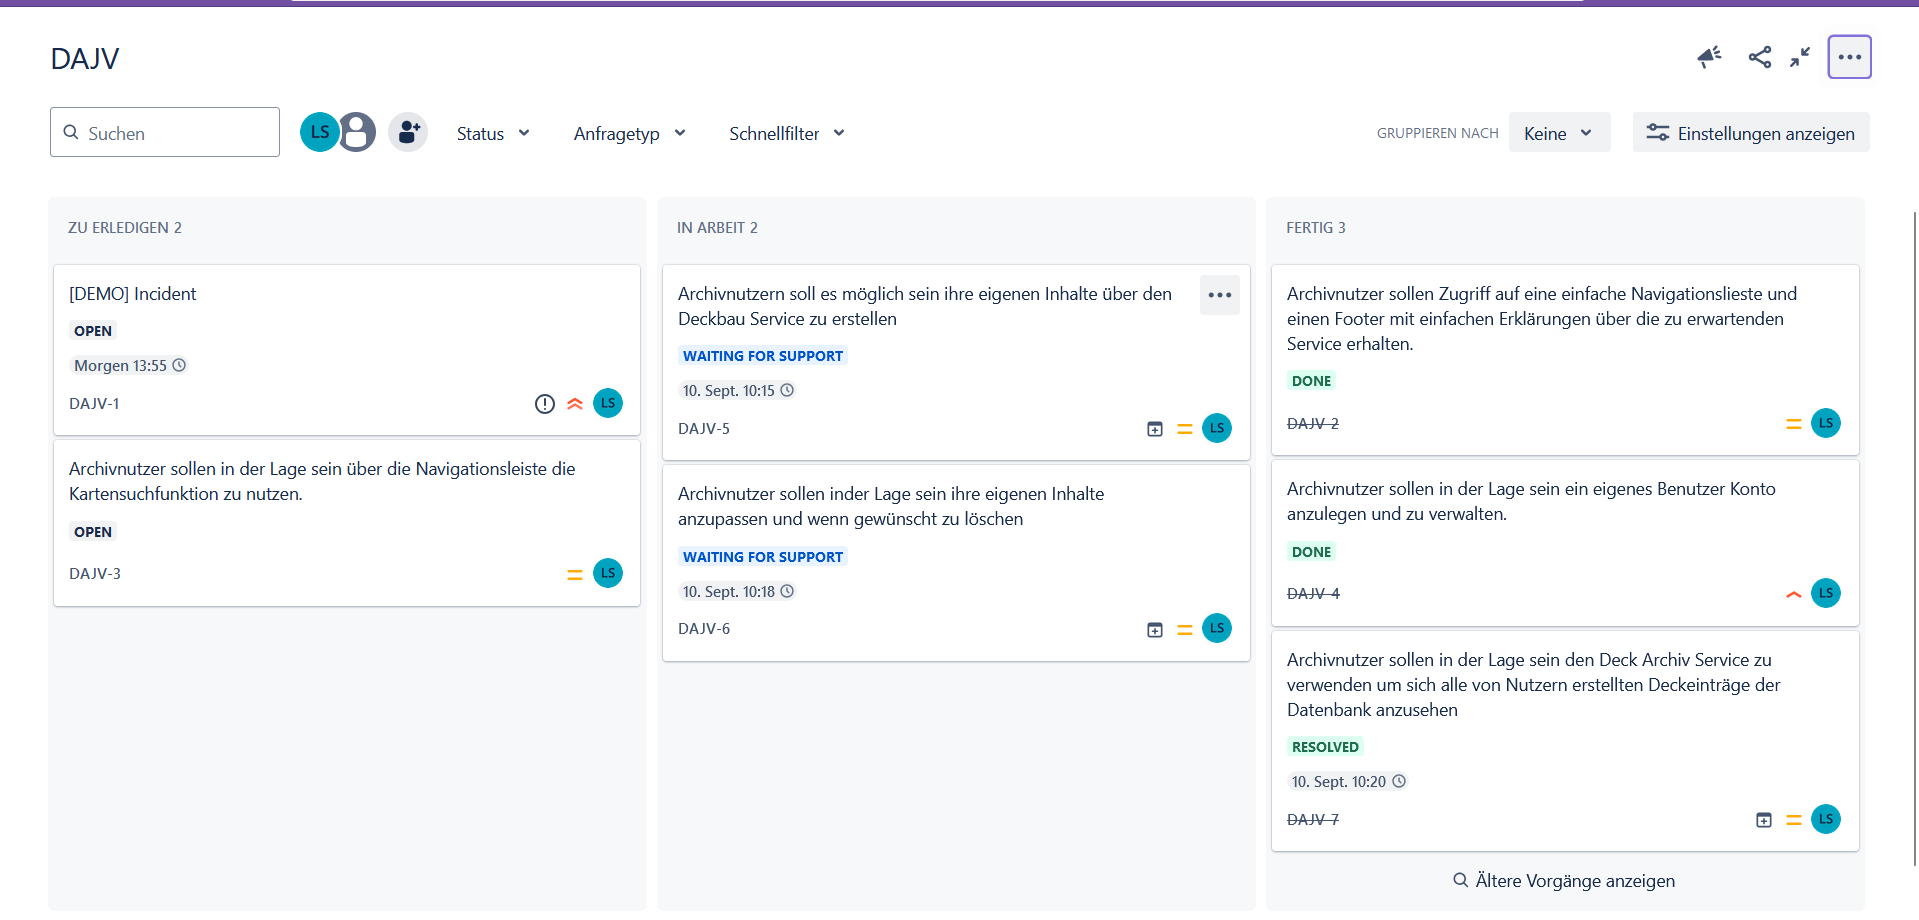 DAJV
Suchen
LS
Status
Anfragetyp
Schnellfilter
GRUPPIEREN NACH
Keine
Einstellungen anzeigen
ZU ERLEDIGEN 2
[DEMO] Incident
OPEN
Morgen 13:55
DAJV-1
LS
Archivnutzer sollen in der Lage sein über die Navigationsleiste die
Kartensuchfunktion zu nutzen.
OPEN
DAJV-3
LS
IN ARBEIT 2
Archivnutzern soll es möglich sein ihre eigenen Inhalte über den
Deckbau Service zu erstellen
WAITING FOR SUPPORT
10. Sept. 10:15
DAJV-5
LS
Archivnutzer sollen inder Lage sein ihre eigenen Inhalte
anzupassen und wenn gewünscht zu löschen
WAITING FOR SUPPORT
10. Sept. 10:18
DAJV-6
LS
FERTIG 3
Archivnutzer sollen Zugriff auf eine einfache Navigationslieste und
einen Footer mit einfachen Erklärungen über die zu erwartenden
Service erhalten.
DONE
DAJV-2
LS
Archivnutzer sollen in der Lage sein ein eigenes Benutzer Konto
anzulegen und zu verwalten.
DONE
DAJV-4
LS
Archivnutzer sollen in der Lage sein den Deck Archiv Service zu
verwenden um sich alle von Nutzern erstellten Deckeinträge der
Datenbank anzusehen
RESOLVED
10. Sept. 10:20
DAJV-7
LS
Ältere Vorgänge anzeigen